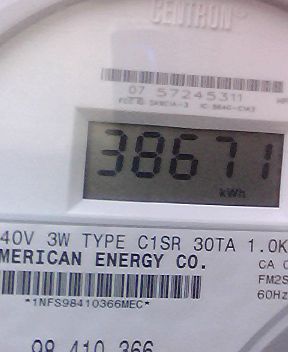 CENTRON
07 57245311
38671
kWh
40V 3W TYPE C1SR 30TA 1.0K
MERICAN ENERGY CO.
CA 0
FM2S
60Hz
*1NFS98410366MEC*
98 410 366